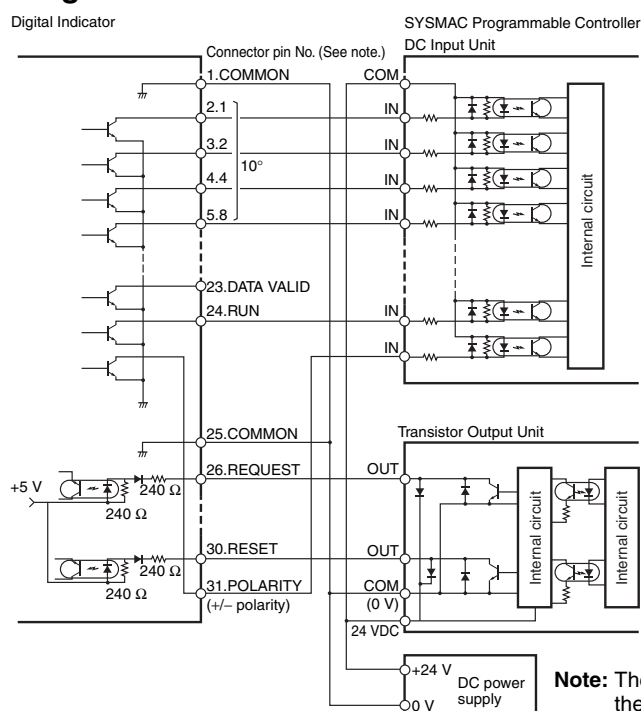 Digital Indicator
SYSMAC Programmable Controller
DC Input Unit
Connector pin No. (See note.)
1.COMMON
COM
2.1
IN
3.2
IN
10°
4.4
IN
5.8
IN
Internal circuit
23.DATA VALID
24.RUN
IN
IN
25.COMMON
Transistor Output Unit
26.REQUEST
OUT
+5 V
240 Ω
240 Ω
Internal circuit
Internal circuit
30.RESET
OUT
240 Ω
240 Ω
31.POLARITY
(+/− polarity)
COM
(0 V)
24 VDC
+24 V
DC power
supply
0 V
Note: The
the